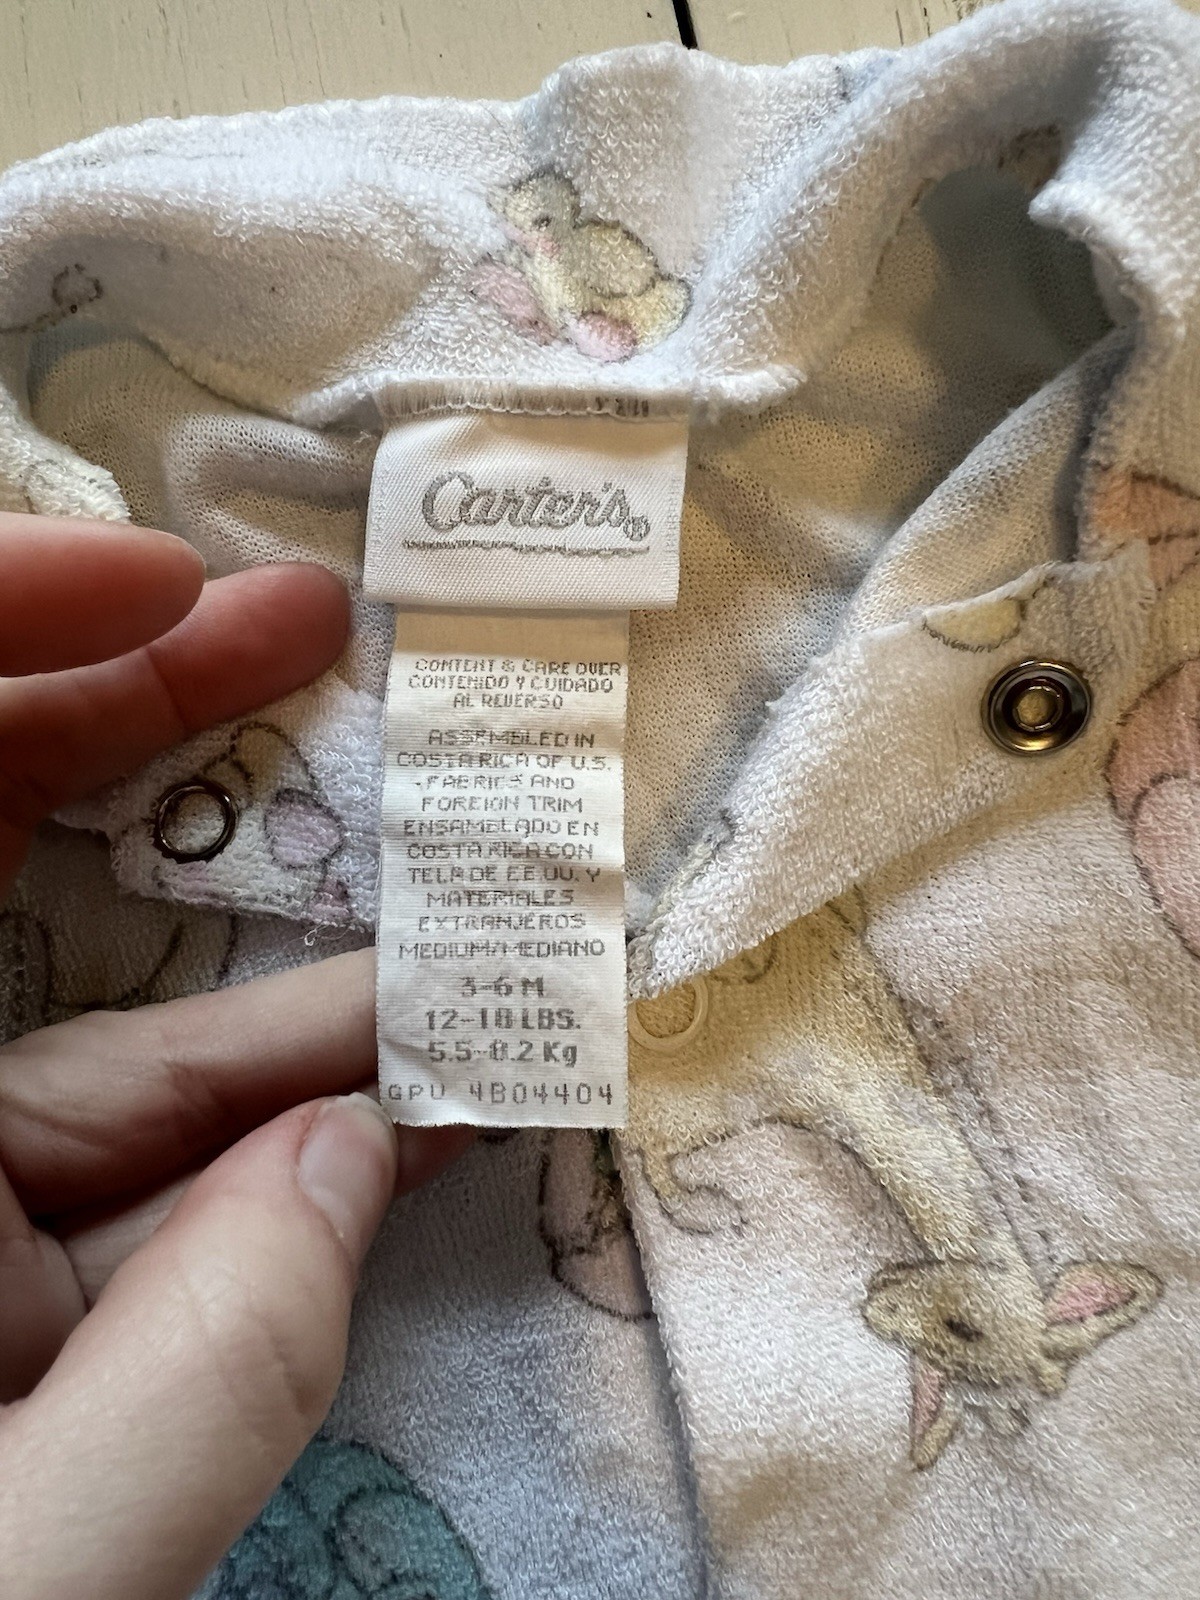 Carter's®
CONTENT & CARE OVER
CONTENIDO Y CUIDADO
AL REVERSO
ASSEMBLED IN
COSTA RICA OF U.S.
FABRICS AND
FOREIGN TRIM
ENSAMBLADO EN
COSTA RICA CON
TELA DE EE.UU. Y
MATERIALES
EXTRANJEROS
MEDIUM/MEDIANO
3-6 M
12-18 LBS.
5.5-8.2 Kg
GPU 4B04404